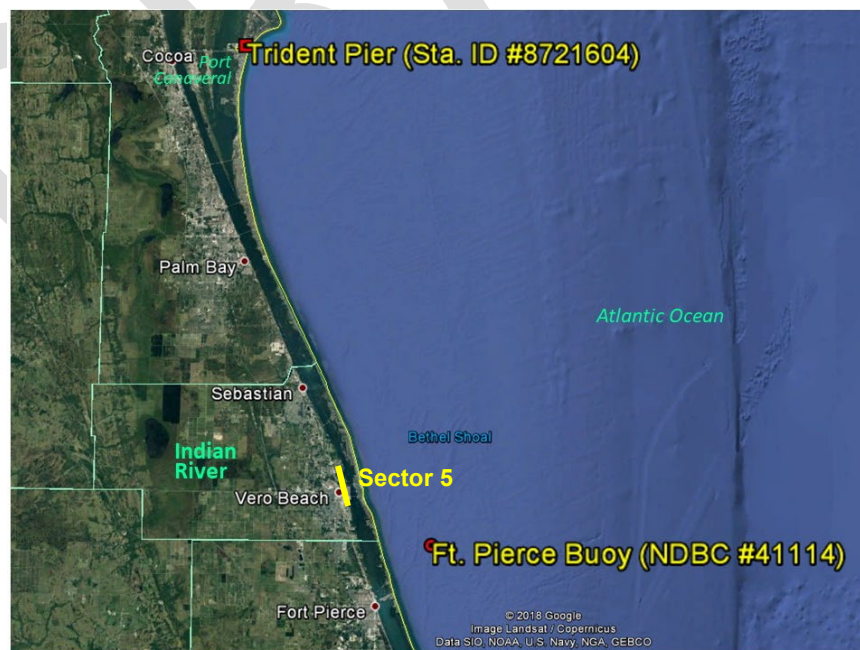 Trident Pier (Sta. ID #8721604)
Cocoa
Port
Canaveral
Palm Bay
Atlantic Ocean
Sebastian
Bethel Shoal
Indian
River
Sector 5
Vero Beach
Ft. Pierce Buoy (NDBC #41114)
Fort Pierce
© 2018 Google
Image Landsat / Copernicus
Data SIO, NOAA, U.S. Navy, NGA, GEBCO